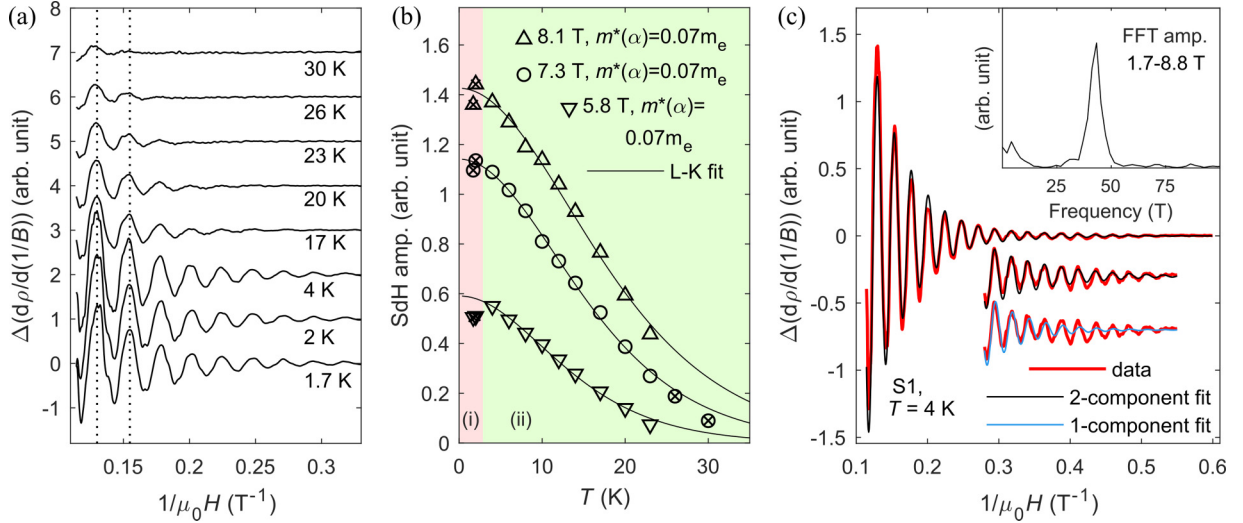 (a)
Δ(dρ/d(1/B)) (arb. unit)
7
6
5
4
3
2
1
0
-1
30 K
26 K
23 K
20 K
17 K
4 K
2 K
1.7 K
0.15
0.2
0.25
0.3
1/μ₀H (T⁻¹)
(b)
SdH amp. (arb. unit)
1.6
1.4
1.2
1
0.8
0.6
0.4
0.2
0
8.1 T, m*(α)=0.07mₑ
7.3 T, m*(α)=0.07mₑ
5.8 T, m*(α)=
0.07mₑ
L-K fit
(i)
(ii)
0
10
20
30
T (K)
(c)
Δ(dρ/d(1/B)) (arb. unit)
1.5
1
0.5
0
-0.5
-1
-1.5
(arb. unit)
FFT amp.
1.7-8.8 T
25
50
75
Frequency (T)
S1,
T = 4 K
data
2-component fit
1-component fit
0.1
0.2
0.3
0.4
0.5
0.6
1/μ₀H (T⁻¹)